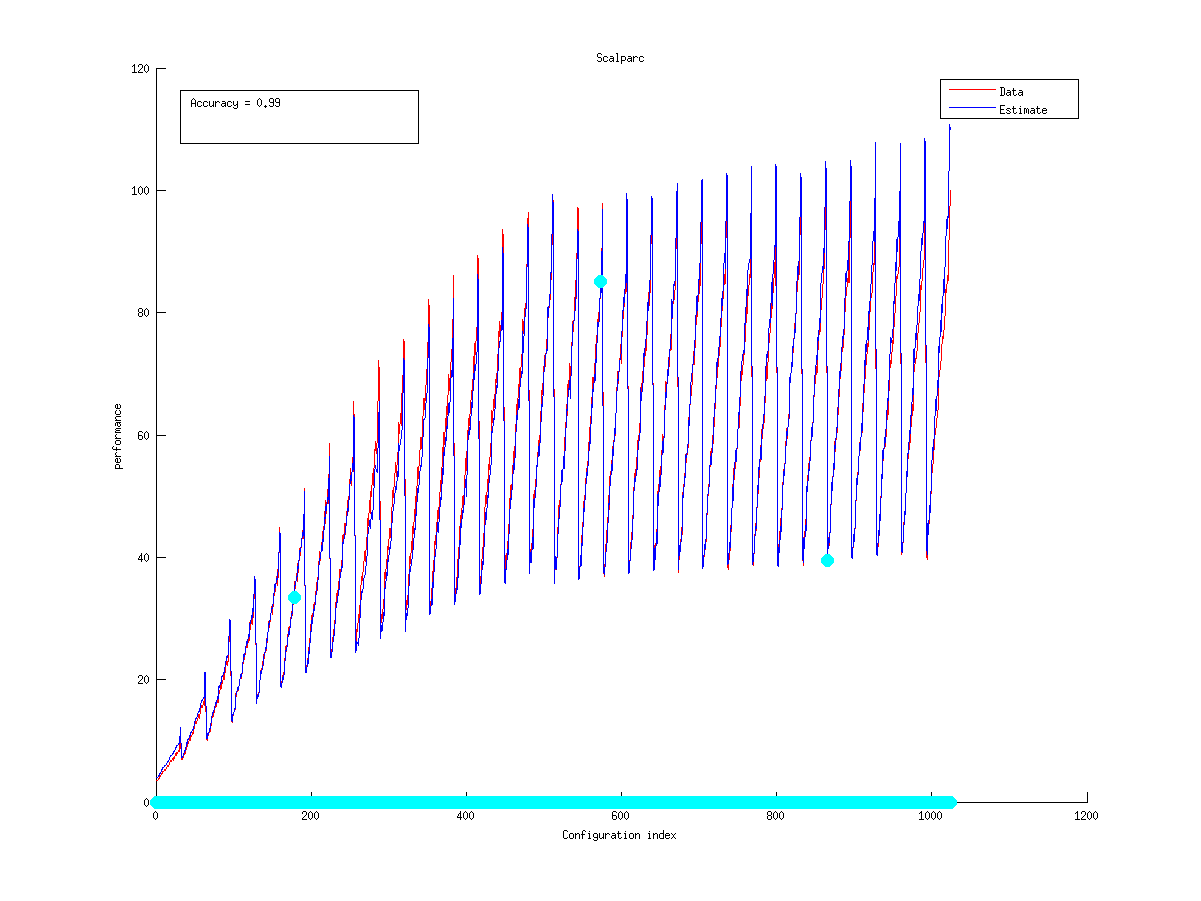 Scalparc
120
Accuracy = 0.99
Data
Estimate
100
80
60
40
20
0
performance
0 200 400 600 800 1000 1200
Configuration index